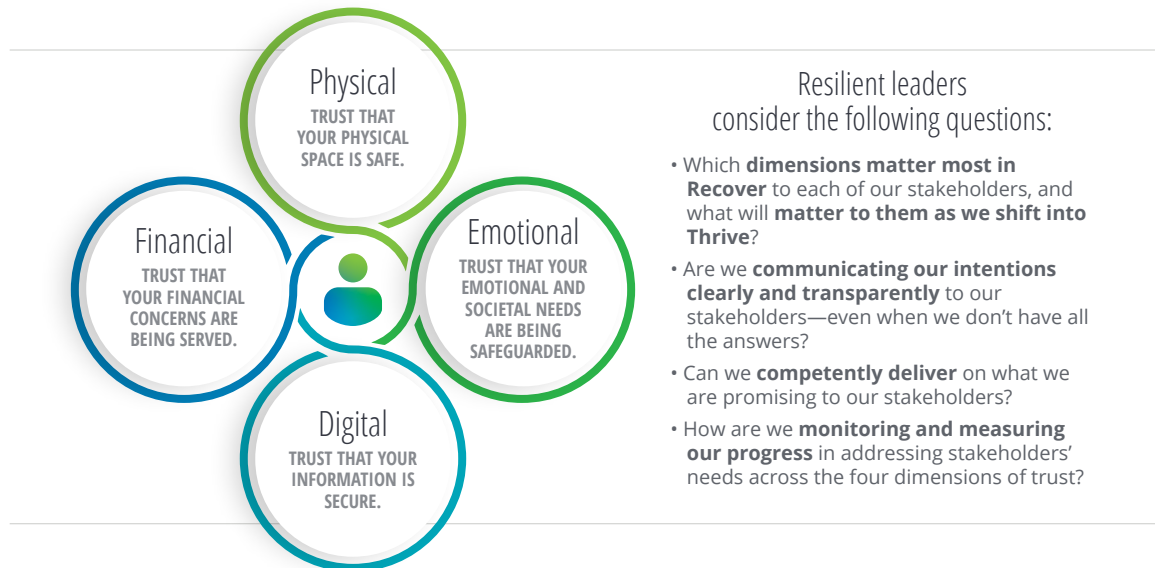 Physical
TRUST THAT
YOUR PHYSICAL
SPACE IS SAFE.
Financial
TRUST THAT
YOUR FINANCIAL
CONCERNS ARE
BEING SERVED.
Emotional
TRUST THAT YOUR
EMOTIONAL AND
SOCIETAL NEEDS
ARE BEING
SAFEGUARDED.
Digital
TRUST THAT YOUR
INFORMATION IS
SECURE.
Resilient leaders
consider the following questions:
• Which dimensions matter most in
Recover to each of our stakeholders, and
what will matter to them as we shift into
Thrive?
• Are we communicating our intentions
clearly and transparently to our
stakeholders—even when we don’t have all
the answers?
• Can we competently deliver on what we
are promising to our stakeholders?
• How are we monitoring and measuring
our progress in addressing stakeholders’
needs across the four dimensions of trust?